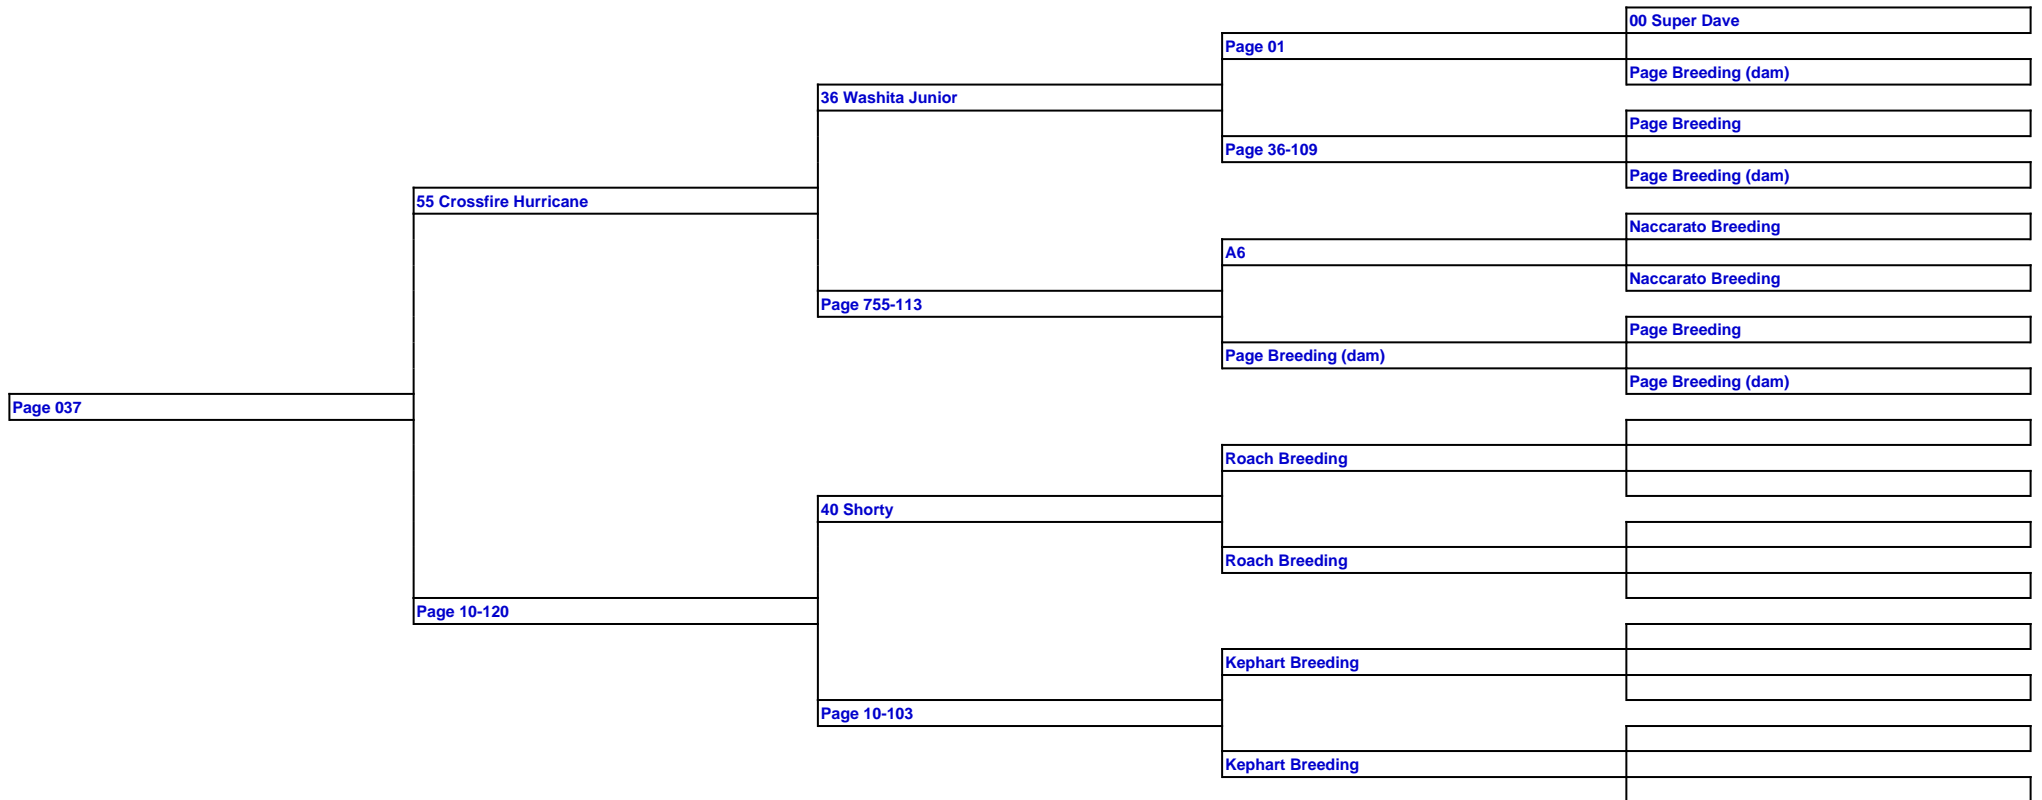 00 Super Dave
Page 01
Page Breeding (dam)
36 Washita Junior
Page Breeding
Page 36-109
Page Breeding (dam)
55 Crossfire Hurricane
Naccarato Breeding
A6
Naccarato Breeding
Page 755-113
Page Breeding
Page Breeding (dam)
Page Breeding (dam)
Page 037
Roach Breeding
40 Shorty
Roach Breeding
Page 10-120
Kephart Breeding
Page 10-103
Kephart Breeding